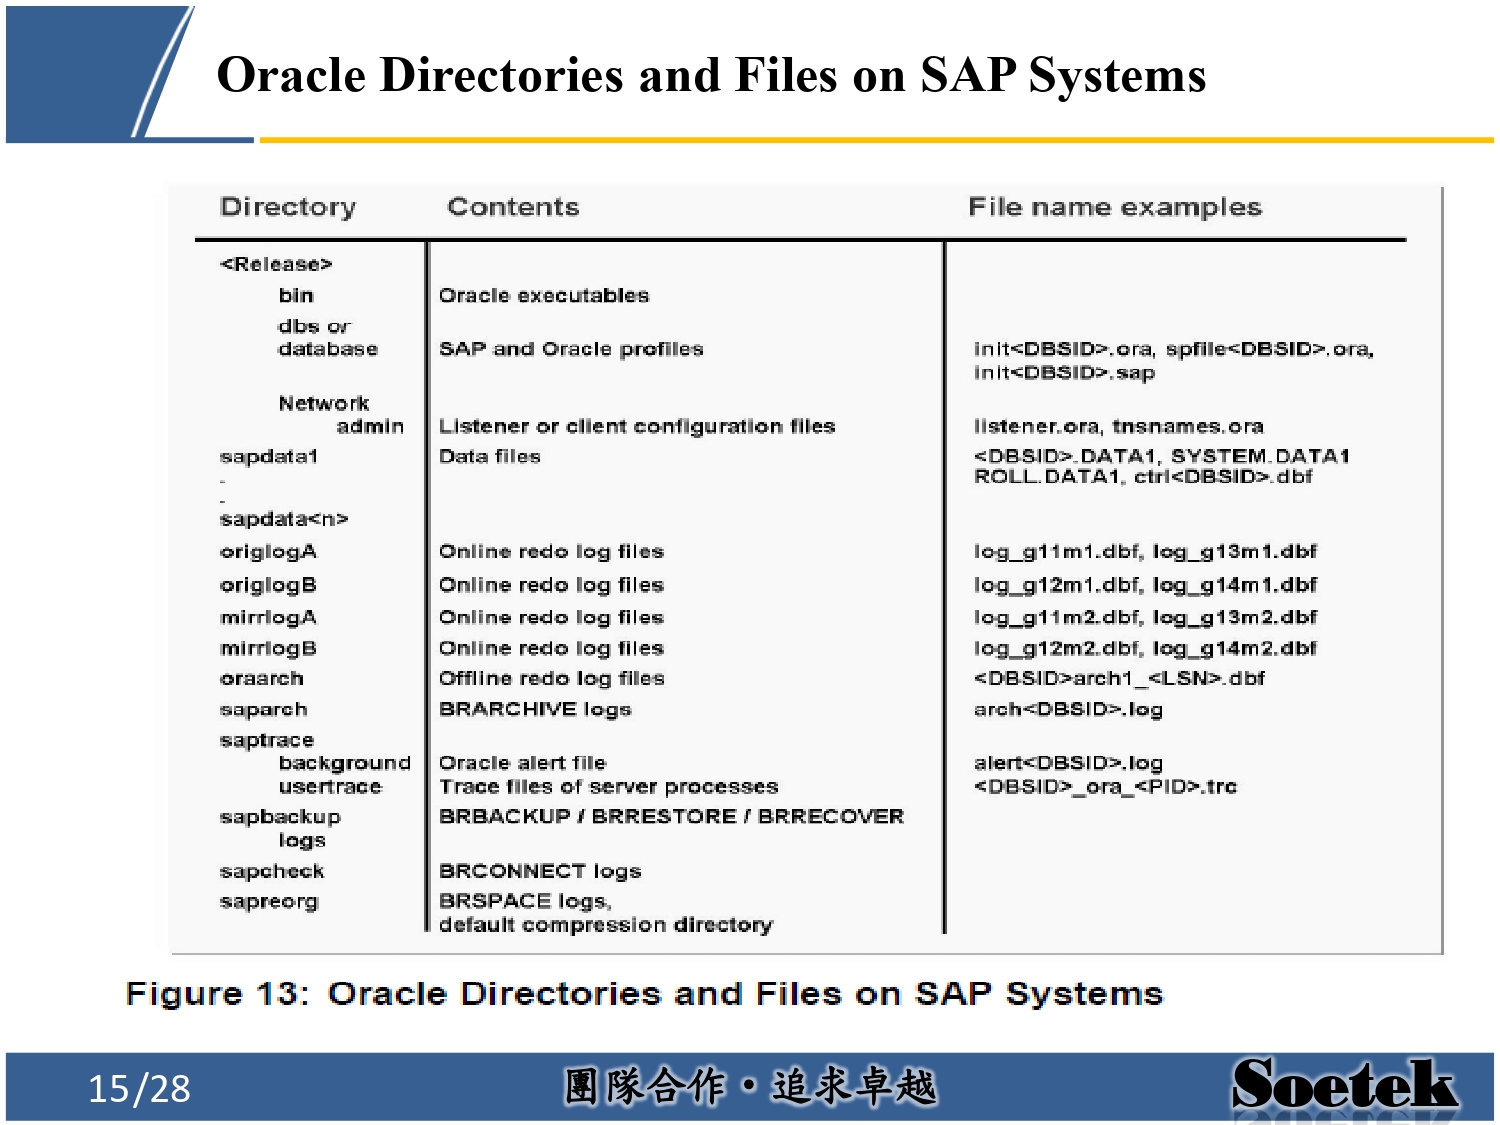 Oracle Directories and Files on SAP Systems
Directory Contents File name examples
<Release>
bin Oracle executables
dbs or
database SAP and Oracle profiles init<DBSID>.ora, spfile<DBSID>.ora,
init<DBSID>.sap
Network
admin Listener or client configuration files listener.ora, tnsnames.ora
sapdata1 Data files <DBSID>.DATA1, SYSTEM.DATA1
. ROLL.DATA1, ctrl<DBSID>.dbf
.
sapdata<n>
origlogA Online redo log files log_g11m1.dbf, log_g13m1.dbf
origlogB Online redo log files log_g12m1.dbf, log_g14m1.dbf
mirrlogA Online redo log files log_g11m2.dbf, log_g13m2.dbf
mirrlogB Online redo log files log_g12m2.dbf, log_g14m2.dbf
oraarch Offline redo log files <DBSID>arch1_<LSN>.dbf
saparch BRARCHIVE logs arch<DBSID>.log
saptrace
background Oracle alert file alert<DBSID>.log
usertrace Trace files of server processes <DBSID>_ora_<PID>.trc
sapbackup BRBACKUP / BRRESTORE / BRRECOVER
logs
sapcheck BRCONNECT logs
sapreorg BRSPACE logs,
default compression directory
Figure 13: Oracle Directories and Files on SAP Systems
15/28 團隊合作・追求卓越 Soetek